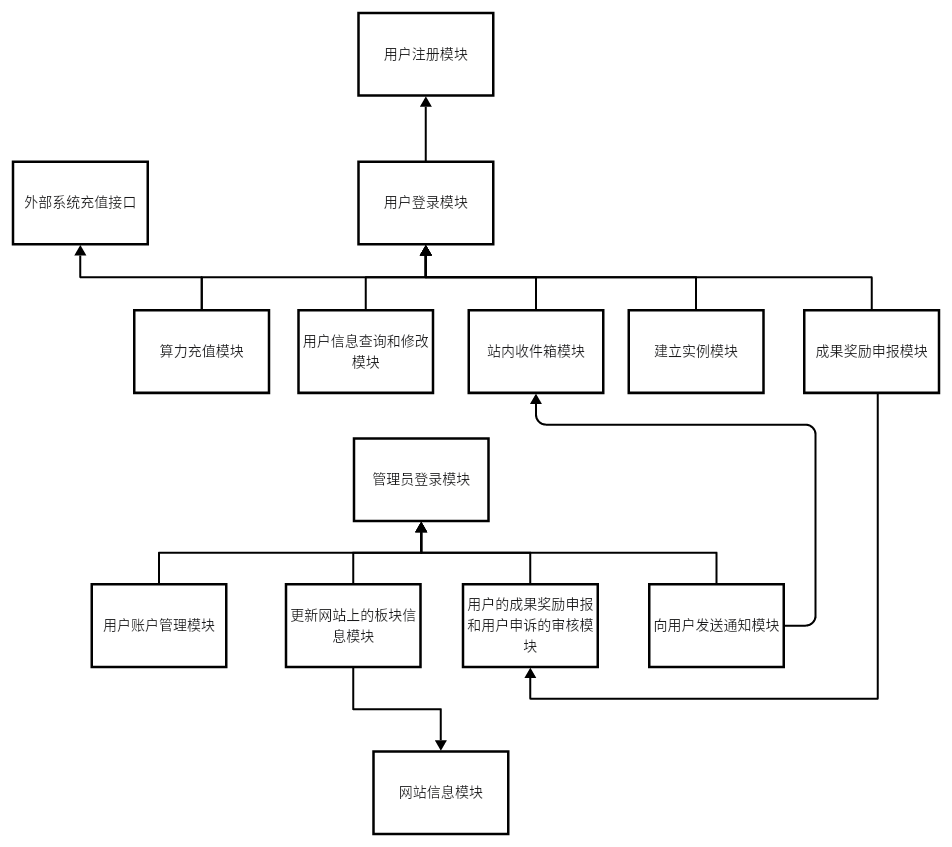 用户注册模块
外部系统充值接口
用户登录模块
算力充值模块
用户信息查询和修改
模块
站内收件箱模块
建立实例模块
成果奖励申报模块
管理员登录模块
用户账户管理模块
更新网站上的板块信
息模块
用户的成果奖励申报
和用户申诉的审核模
块
向用户发送通知模块
网站信息模块